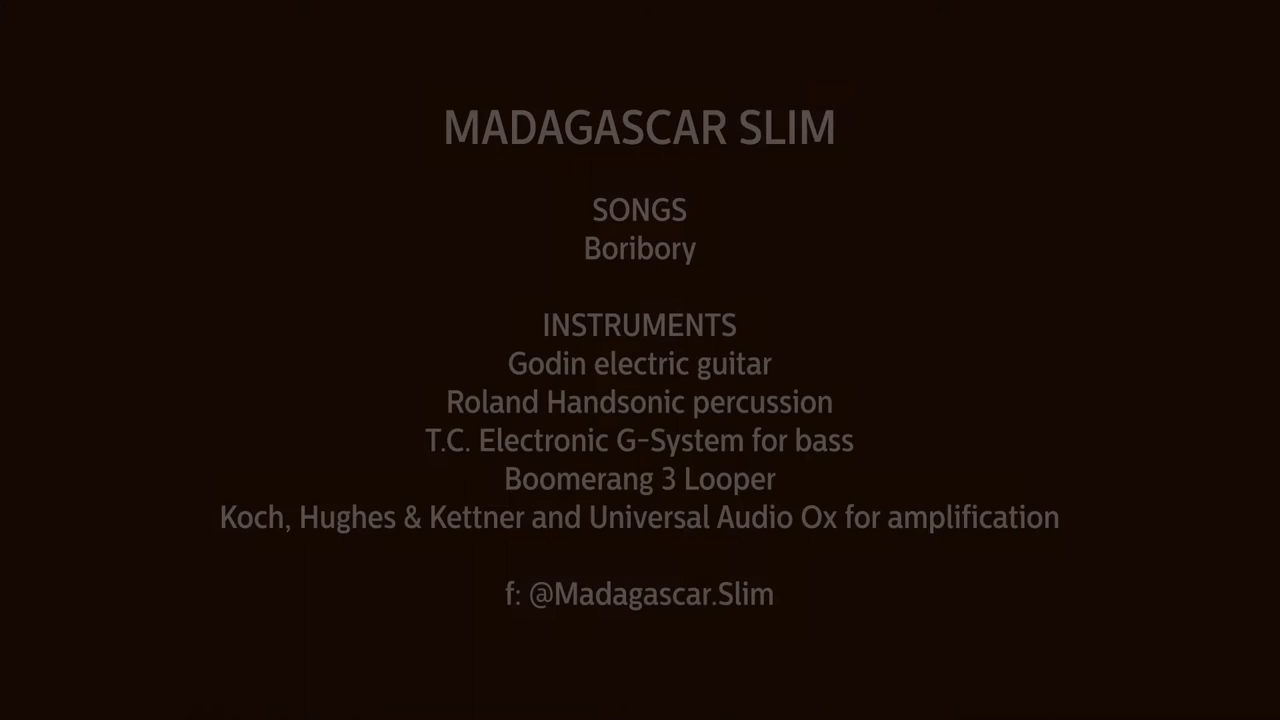 MADAGASCAR SLIM
SONGS
Boribory
INSTRUMENTS
Godin electric guitar
Roland Handsonic percussion
T.C. Electronic G-System for bass
Boomerang 3 Looper
Koch, Hughes & Kettner and Universal Audio Ox for amplification
f: @Madagascar.Slim